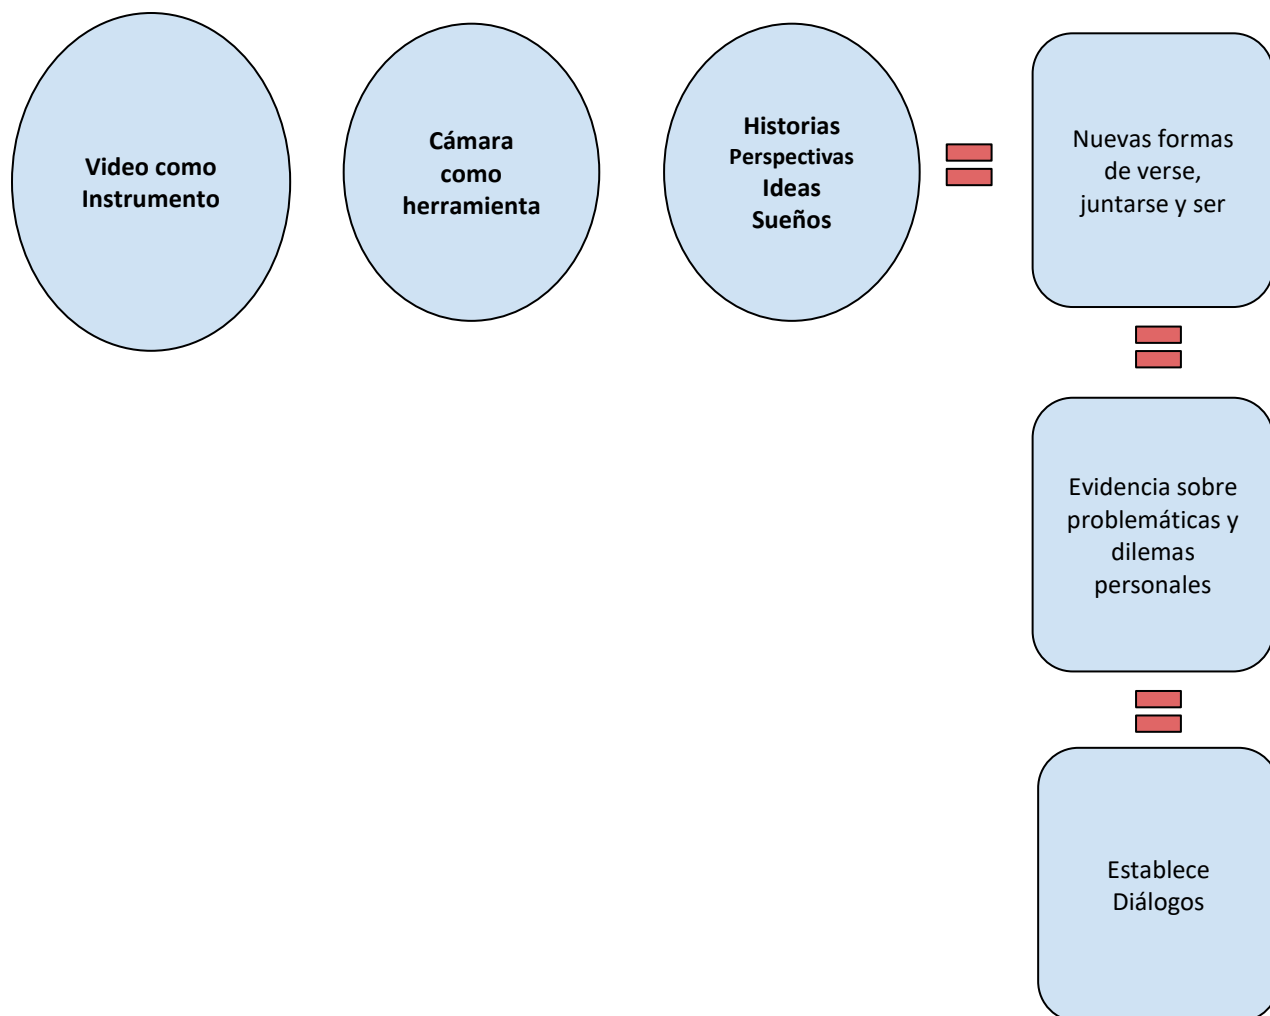 Video como
Instrumento
Cámara
como
herramienta
Historias
Perspectivas
Ideas
Sueños
Nuevas formas
de verse,
juntarse y ser
Evidencia sobre
problemáticas y
dilemas
personales
Establece
Diálogos